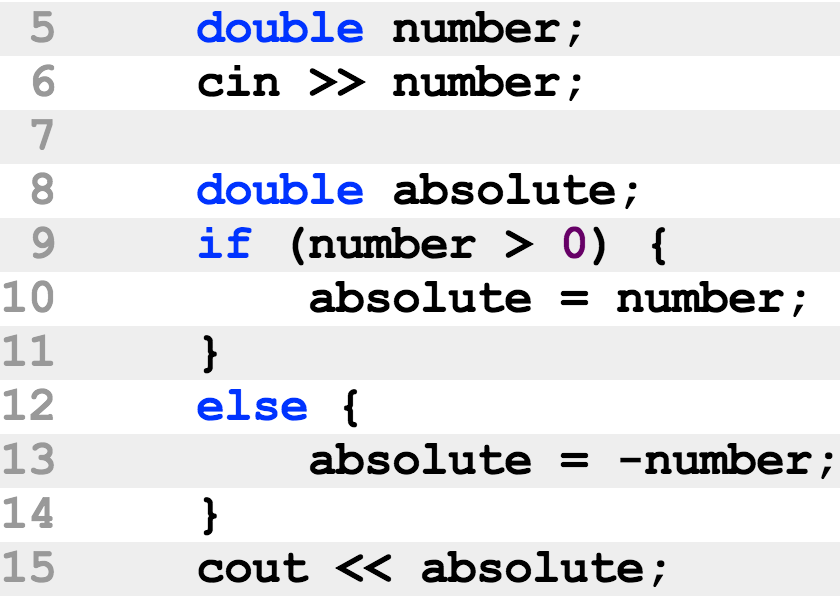 5 double number;
6 cin >> number;
7
8 double absolute;
9 if (number > 0) {
10 absolute = number;
11 }
12 else {
13 absolute = -number;
14 }
15 cout << absolute;